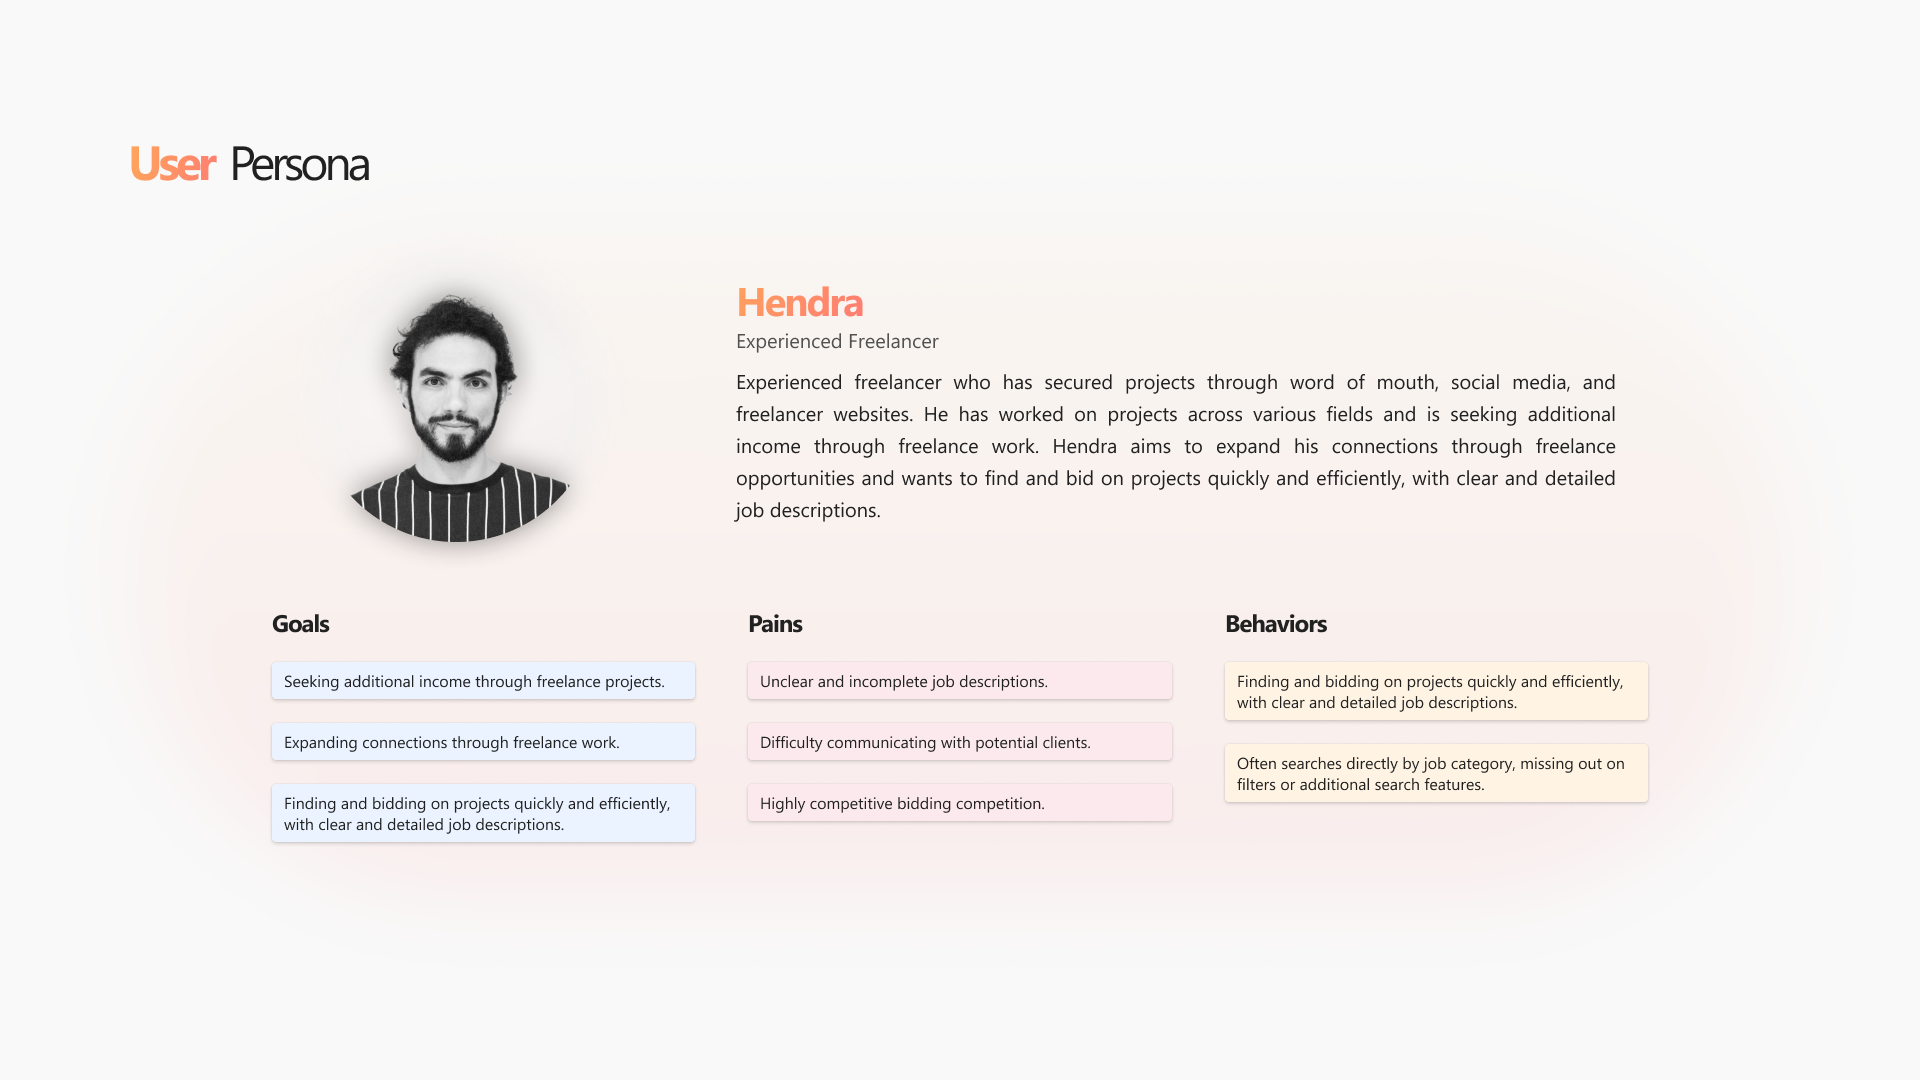 User Persona
Hendra
Experienced Freelancer
Experienced freelancer who has secured projects through word of mouth, social media, and
freelancer websites. He has worked on projects across various fields and is seeking additional
income through freelance work. Hendra aims to expand his connections through freelance
opportunities and wants to find and bid on projects quickly and efficiently, with clear and detailed
job descriptions.
Goals
Seeking additional income through freelance projects.
Expanding connections through freelance work.
Finding and bidding on projects quickly and efficiently,
with clear and detailed job descriptions.
Pains
Unclear and incomplete job descriptions.
Difficulty communicating with potential clients.
Highly competitive bidding competition.
Behaviors
Finding and bidding on projects quickly and efficiently,
with clear and detailed job descriptions.
Often searches directly by job category, missing out on
filters or additional search features.